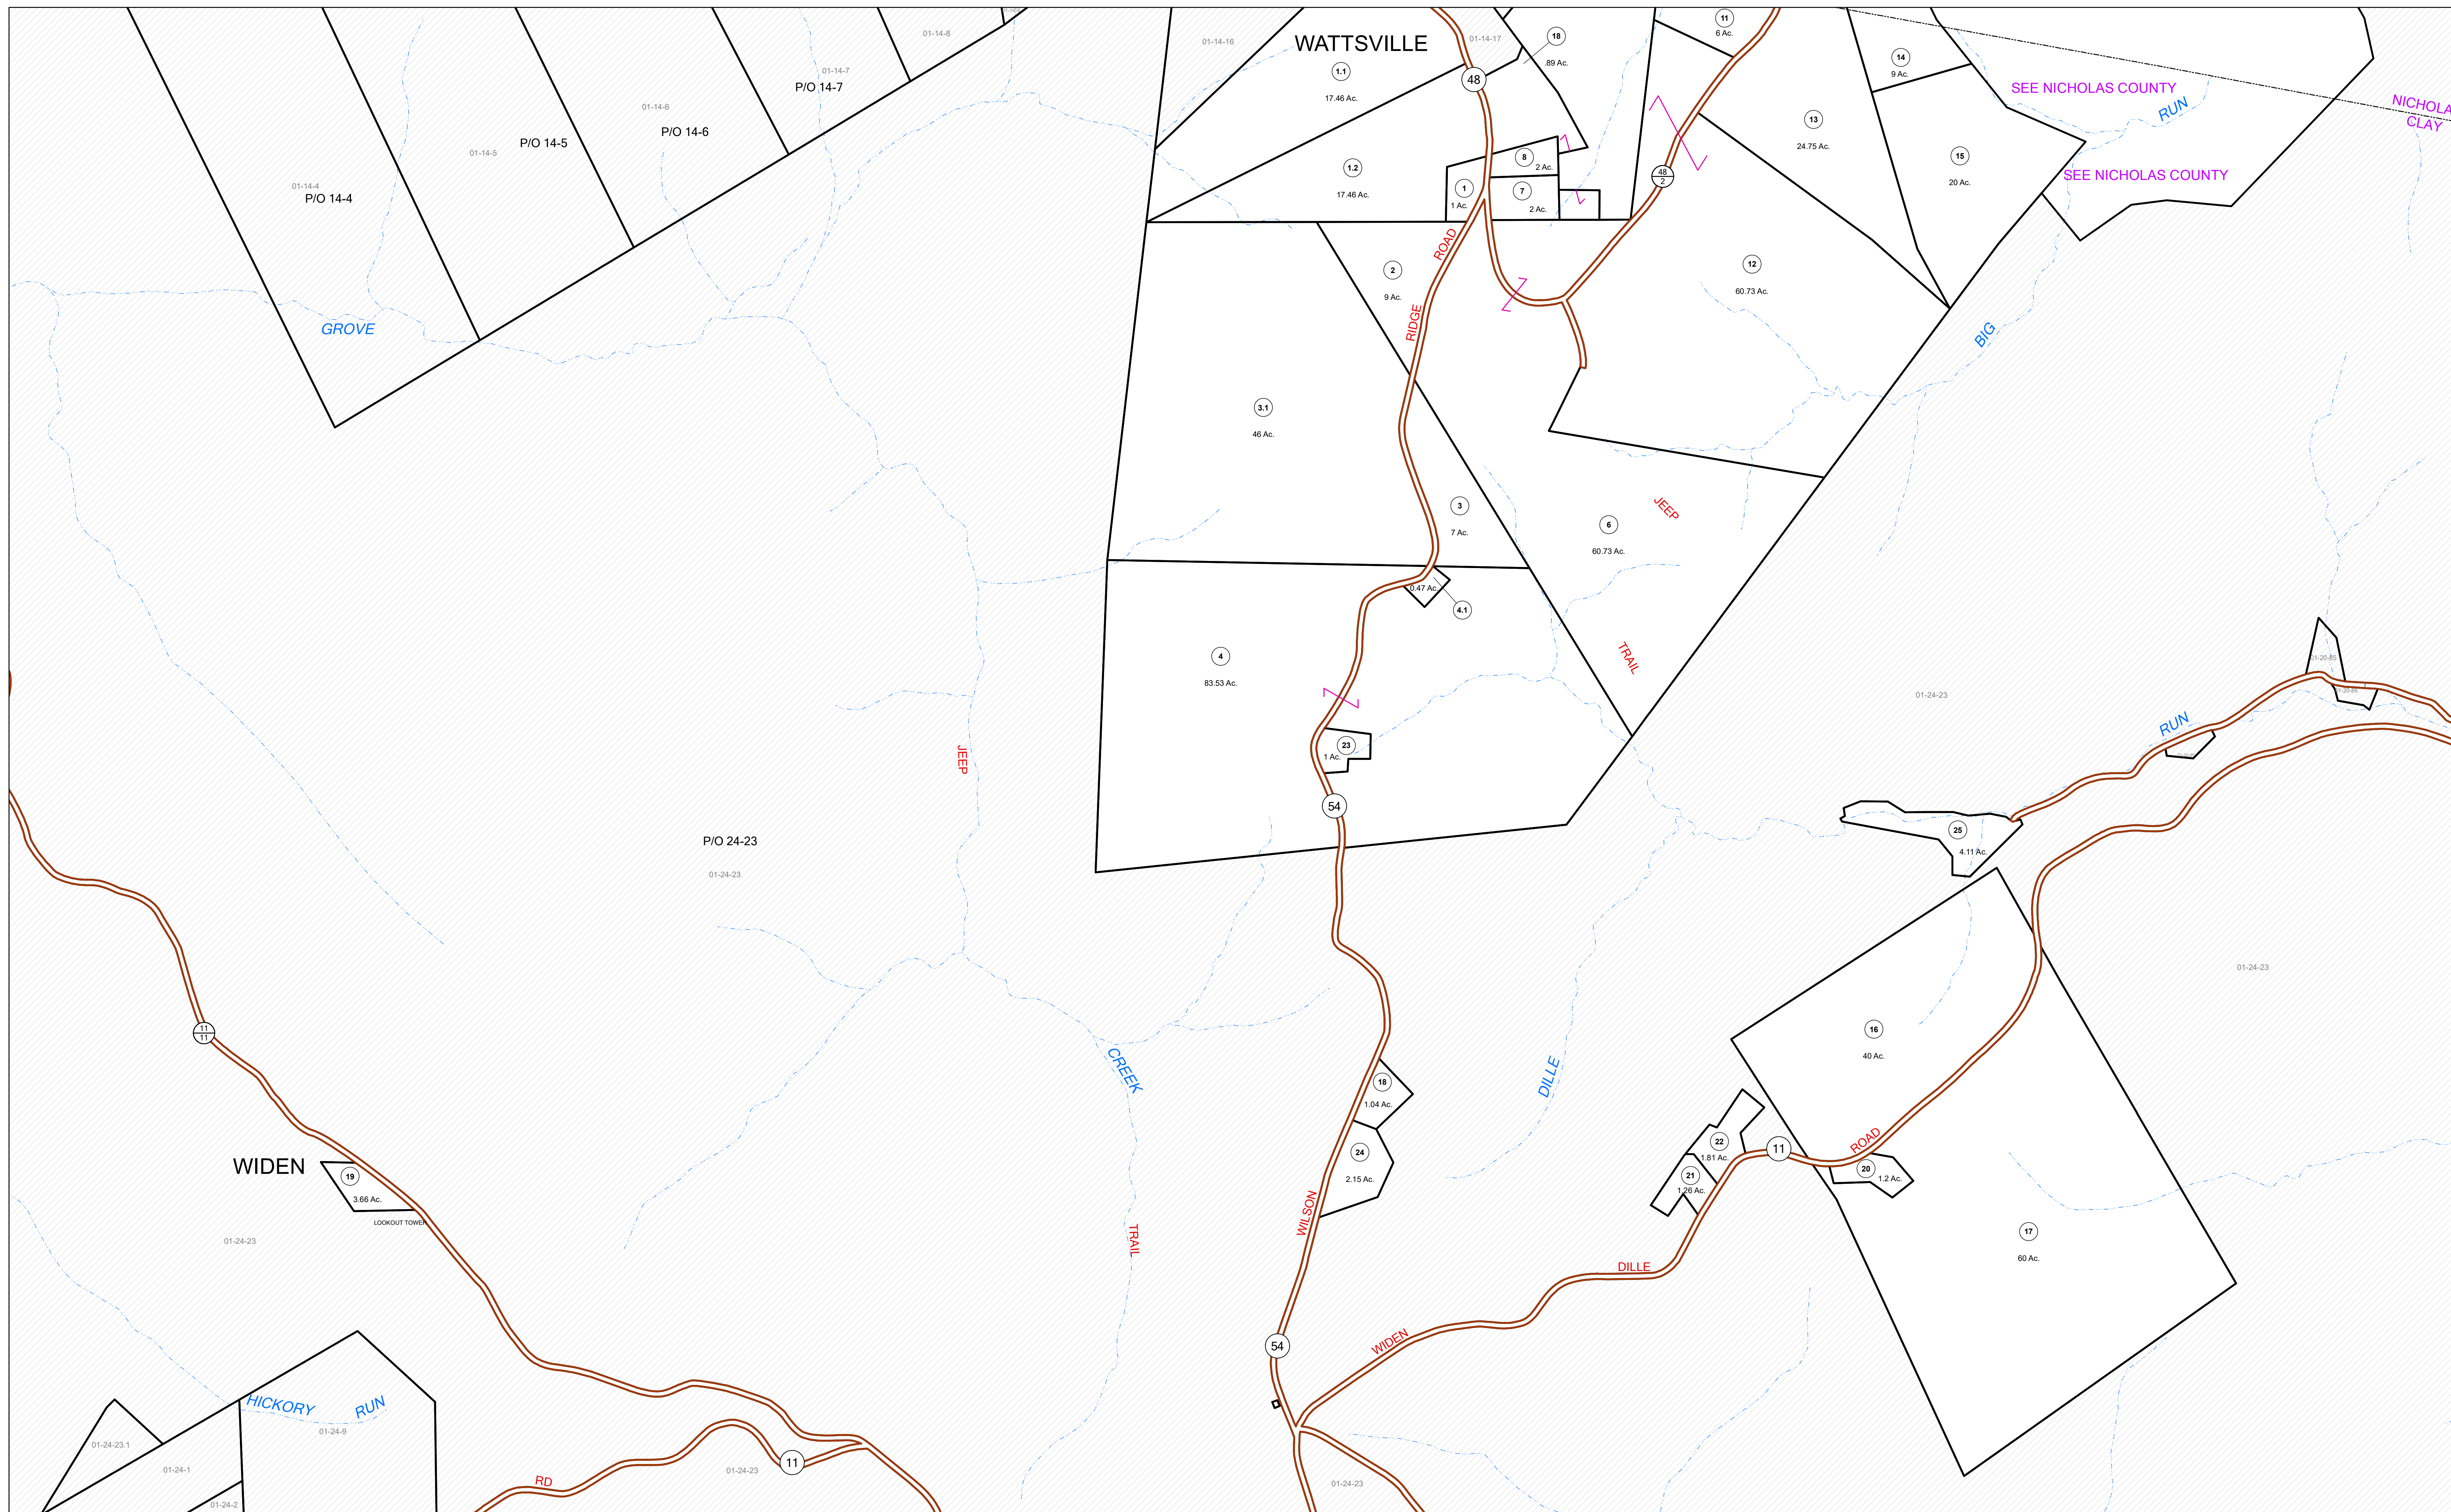 01-14-8
01-14-16
WATTSVILLE
01-14-17
18
.89 Ac.
11
6 Ac.
14
9 Ac.
SEE NICHOLAS COUNTY
RUN
NICHOLA
CLAY
01-14-7
P/O 14-7
1.1
17.46 Ac.
48
01-14-6
P/O 14-6
01-14-5
P/O 14-5
13
24.75 Ac.
15
20 Ac.
SEE NICHOLAS COUNTY
01-14-4
P/O 14-4
1.2
17.46 Ac.
8
2 Ac.
1
1 Ac.
7
2 Ac.
48
2
ROAD
2
9 Ac.
12
60.73 Ac.
GROVE
RIDGE
BIG
3.1
46 Ac.
3
7 Ac.
JEEP
6
60.73 Ac.
0.47 Ac.
4.1
4
83.53 Ac.
TRAIL
01-20-85
01-24-23
RUN
JEEP
23
1 Ac.
54
P/O 24-23
01-24-23
25
4.11 Ac.
01-24-23
11
11
16
40 Ac.
CREEK
DILLE
18
1.04 Ac.
WIDEN
19
3.66 Ac.
LOOKOUT TOWER
24
2.15 Ac.
22
1.81 Ac.
11
ROAD
21
1.26 Ac.
20
1.2 Ac.
WILSON
TRAIL
01-24-23
17
60 Ac.
DILLE
54
WIDEN
HICKORY
RUN
01-24-9
01-24-23.1
01-24-1
01-24-2
RD
01-24-23
11
01-24-23